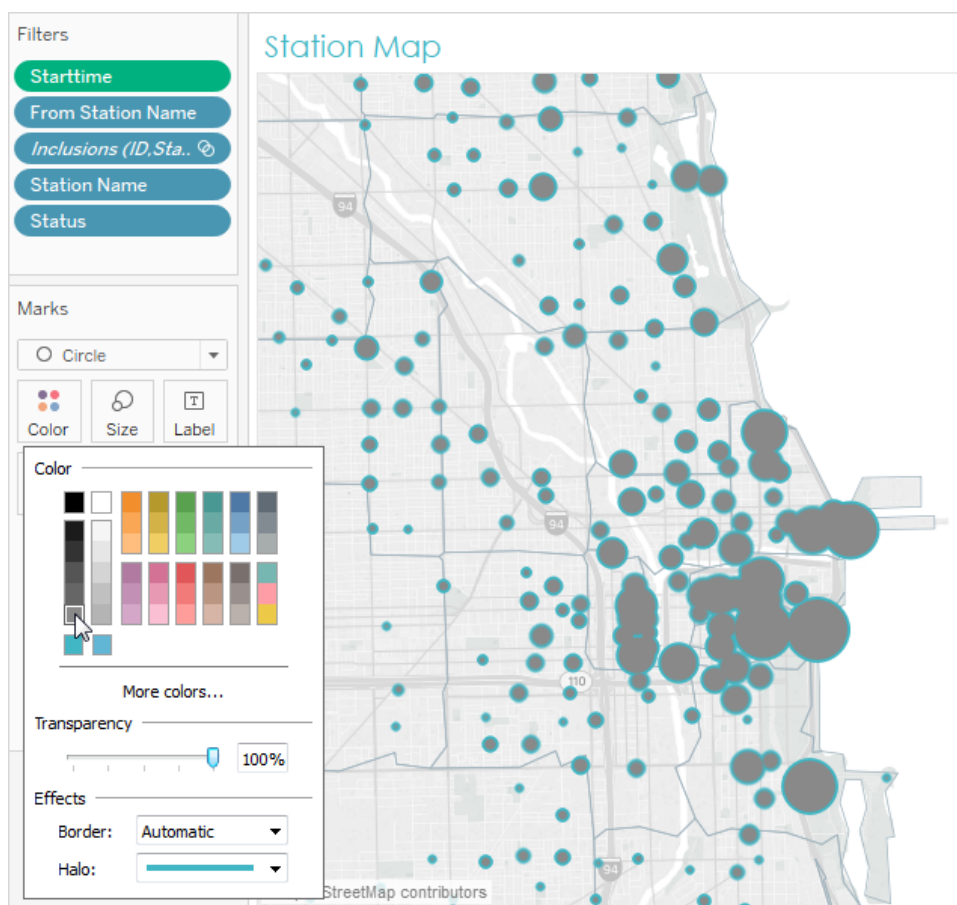 Filters
Starttime
From Station Name
Inclusions (ID,Sta..
Station Name
Status
Marks
Circle
Color
Size
Label
Color
More colors...
Transparency
100%
Effects
Border:
Automatic
Halo:
Station Map
94
94
110
94
StreetMap contributors